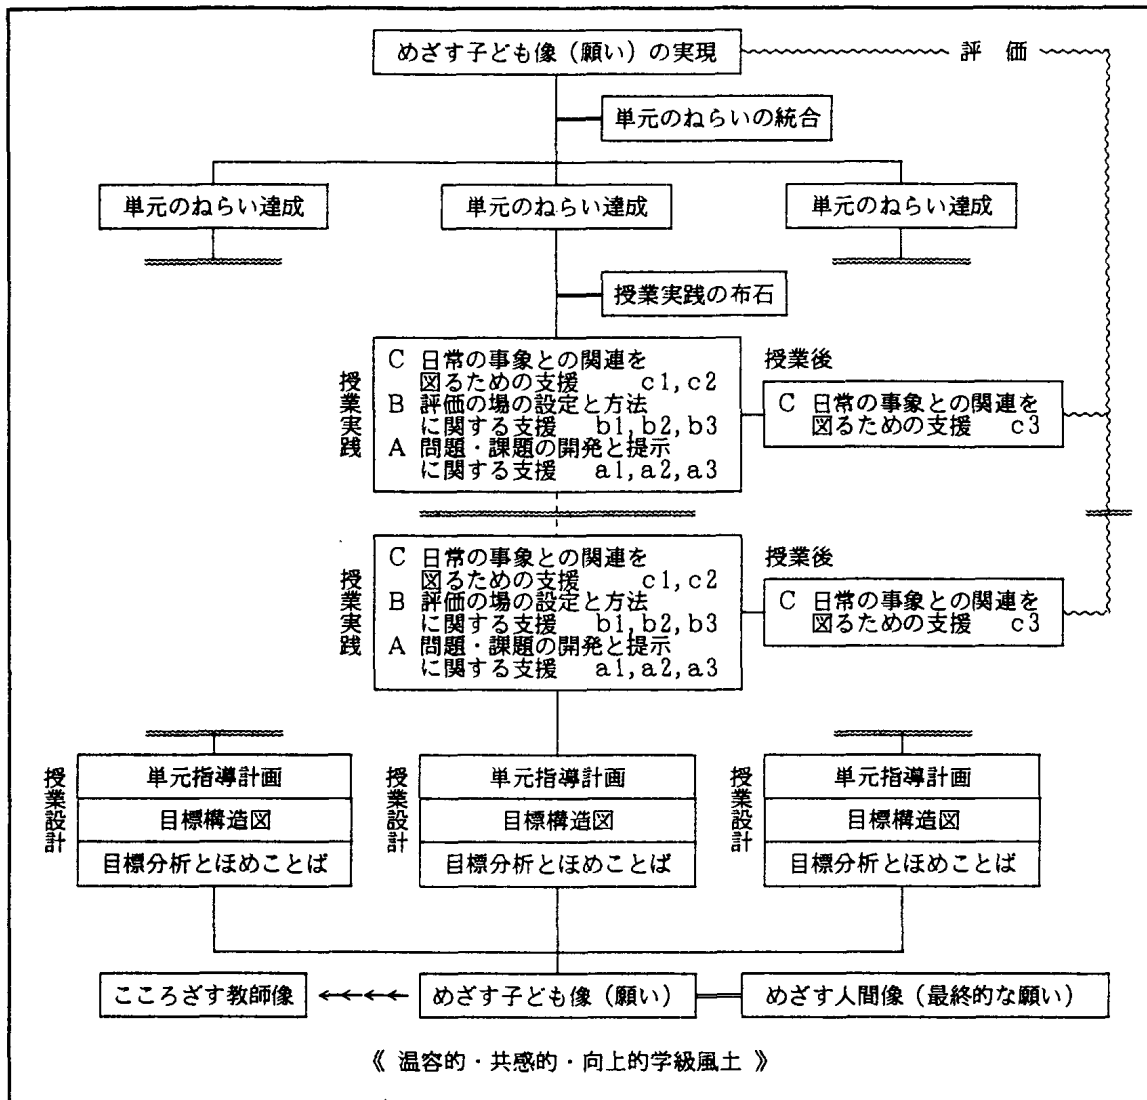 めざす子ども像（願い）の実現
評　価
単元のねらいの統合
単元のねらい達成
単元のねらい達成
単元のねらい達成
授業実践の布石
授業実践
C 日常の事象との関連を
図るための支援　c1,c2
B 評価の場の設定と方法
に関する支援　b1,b2,b3
A 問題・課題の開発と提示
に関する支援　a1,a2,a3
授業後
C 日常の事象との関連を
図るための支援　c3
授業実践
C 日常の事象との関連を
図るための支援　c1,c2
B 評価の場の設定と方法
に関する支援　b1,b2,b3
A 問題・課題の開発と提示
に関する支援　a1,a2,a3
授業後
C 日常の事象との関連を
図るための支援　c3
授業設計
単元指導計画
目標構造図
目標分析とほめことば
授業設計
単元指導計画
目標構造図
目標分析とほめことば
授業設計
単元指導計画
目標構造図
目標分析とほめことば
こころざす教師像
めざす子ども像（願い）
めざす人間像（最終的な願い）
《 温容的・共感的・向上的学級風土 》